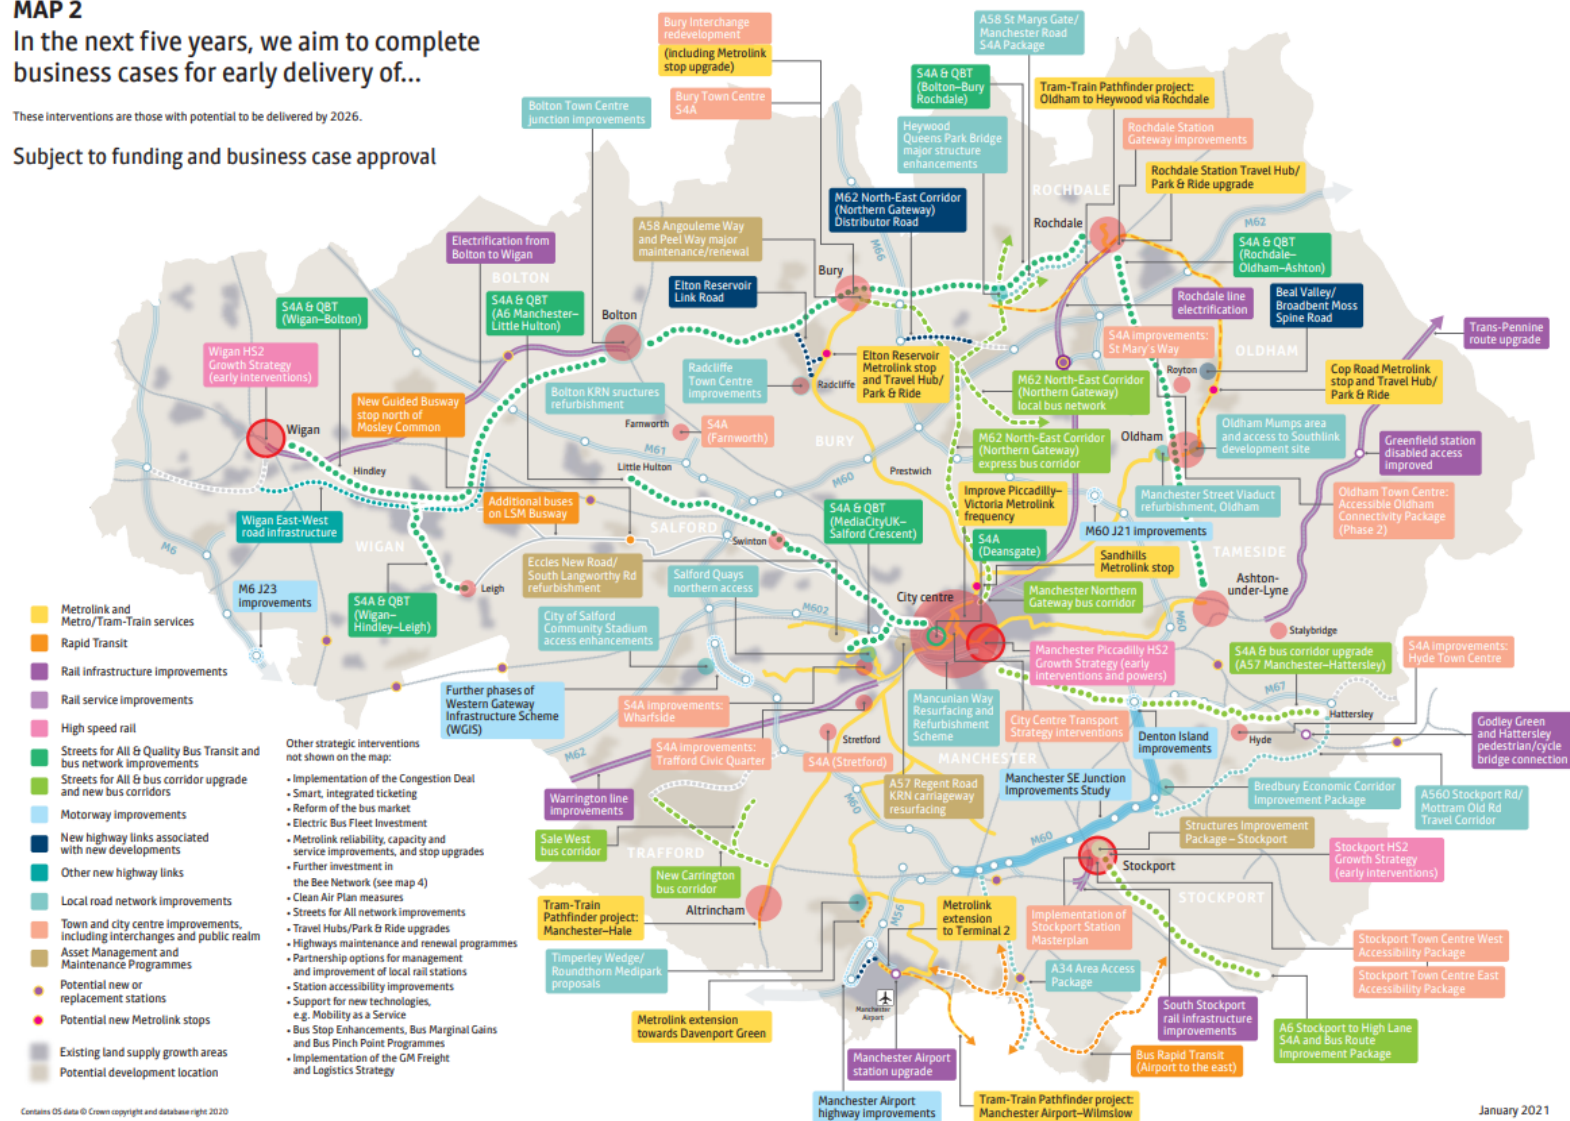 MAP 2
In the next five years, we aim to complete
business cases for early delivery of...
These interventions are those with potential to be delivered by 2026.
Subject to funding and business case approval
Bury Interchange
redevelopment
(including Metrolink
stop upgrade)
Bury Town Centre
S4A
A58 St Marys Gate/
Manchester Road
S4A Package
S4A & QBT
(Bolton–Bury
Rochdale)
Tram-Train Pathfinder project:
Oldham to Heywood via Rochdale
Bolton Town Centre
junction improvements
Heywood
Queens Park Bridge
major structure
enhancements
Rochdale Station
Gateway improvements
Rochdale Station Travel Hub/
Park & Ride upgrade
ROCHDALE
M62 North-East Corridor
(Northern Gateway)
Distributor Road
Rochdale
M62
A58 Angouleme Way
and Peel Way major
maintenance/renewal
M66
Electrification from
Bolton to Wigan
S4A & QBT
(Rochdale–
Oldham–Ashton)
BOLTON
Bury
Elton Reservoir
Link Road
S4A & QBT
(Wigan–Bolton)
S4A & QBT
(A6 Manchester–
Little Hulton)
Bolton
Rochdale line
electrification
Beal Valley/
Broadbent Moss
Spine Road
Trans-Pennine
route upgrade
S4A improvements:
St Mary's Way
OLDHAM
Wigan HS2
Growth Strategy
(early interventions)
Elton Reservoir
Metrolink stop
and Travel Hub/
Park & Ride
Radcliffe
Town Centre
improvements
Radcliffe
Royton
Cop Road Metrolink
stop and Travel Hub/
Park & Ride
M62 North-East Corridor
(Northern Gateway)
local bus network
Bolton KRN sructures
refurbishment
New Guided Busway
stop north of
Mosley Common
Farnworth
S4A
(Farnworth)
Wigan
BURY
M61
M62 North-East Corridor
(Northern Gateway)
express bus corridor
Oldham
Oldham Mumps area
and access to Southlink
development site
Greenfield station
disabled access
improved
Hindley
Little Hulton
Prestwich
M60
Improve Piccadilly–
Victoria Metrolink
frequency
Manchester Street Viaduct
refurbishment, Oldham
Oldham Town Centre:
Accessible Oldham
Connectivity Package
(Phase 2)
Additional buses
on LSM Busway
S4A & QBT
(MediaCityUK–
Salford Crescent)
Wigan East-West
road infrastructure
SALFORD
Swinton
M60 J21 improvements
S4A
(Deansgate)
WIGAN
M6
TAMESIDE
Sandhills
Metrolink stop
Eccles New Road/
South Langworthy Rd
refurbishment
Salford Quays
northern access
Ashton-
under-Lyne
M6 J23
improvements
Leigh
City centre
Manchester Northern
Gateway bus corridor
S4A & QBT
(Wigan–
Hindley–Leigh)
M602
M60
City of Salford
Community Stadium
access enhancements
Stalybridge
Manchester Piccadilly HS2
Growth Strategy (early
interventions and powers)
S4A & bus corridor upgrade
(A57 Manchester–Hattersley)
S4A improvements:
Hyde Town Centre
Further phases of
Western Gateway
Infrastructure Scheme
(WGIS)
S4A improvements:
Wharfside
Mancunian Way
Resurfacing and
Refurbishment
Scheme
City Centre Transport
Strategy interventions
M67
Hattersley
Denton Island
improvements
Hyde
Godley Green
and Hattersley
pedestrian/cycle
bridge connection
M62
S4A improvements:
Trafford Civic Quarter
Stretford
S4A (Stretford)
MANCHESTER
A57 Regent Road
KRN carriageway
resurfacing
Manchester SE Junction
Improvements Study
Bredbury Economic Corridor
Improvement Package
A560 Stockport Rd/
Mottram Old Rd
Travel Corridor
Warrington line
improvements
M60
M60
Structures Improvement
Package – Stockport
Sale West
bus corridor
TRAFFORD
Stockport HS2
Growth Strategy
(early interventions)
New Carrington
bus corridor
Stockport
STOCKPORT
Altrincham
Tram-Train
Pathfinder project:
Manchester–Hale
M56
Metrolink
extension
to Terminal 2
Implementation of
Stockport Station
Masterplan
Stockport Town Centre West
Accessibility Package
Stockport Town Centre East
Accessibility Package
Timperley Wedge/
Roundthorn Medipark
proposals
A34 Area Access
Package
Manchester
Airport
Metrolink extension
towards Davenport Green
South Stockport
rail infrastructure
improvements
A6 Stockport to High Lane
S4A and Bus Route
Improvement Package
Manchester Airport
station upgrade
Bus Rapid Transit
(Airport to the east)
Manchester Airport
highway improvements
Tram-Train Pathfinder project:
Manchester Airport–Wilmslow
Metrolink and
Metro/Tram-Train services
Rapid Transit
Rail infrastructure improvements
Rail service improvements
High speed rail
Streets for All & Quality Bus Transit and
bus network improvements
Streets for All & bus corridor upgrade
and new bus corridors
Motorway improvements
New highway links associated
with new developments
Other new highway links
Local road network improvements
Town and city centre improvements,
including interchanges and public realm
Asset Management and
Maintenance Programmes
Potential new or
replacement stations
Potential new Metrolink stops
Existing land supply growth areas
Potential development location
Other strategic interventions
not shown on the map:
• Implementation of the Congestion Deal
• Smart, integrated ticketing
• Reform of the bus market
• Electric Bus Fleet Investment
• Metrolink reliability, capacity and
service improvements, and stop upgrades
• Further investment in
the Bee Network (see map 4)
• Clean Air Plan measures
• Streets for All network improvements
• Travel Hubs/Park & Ride upgrades
• Highways maintenance and renewal programmes
• Partnership options for management
and improvement of local rail stations
• Station accessibility improvements
• Support for new technologies,
e.g. Mobility as a Service
• Bus Stop Enhancements, Bus Marginal Gains
and Bus Pinch Point Programmes
• Implementation of the GM Freight
and Logistics Strategy
Contains OS data © Crown copyright and database right 2020
January 2021